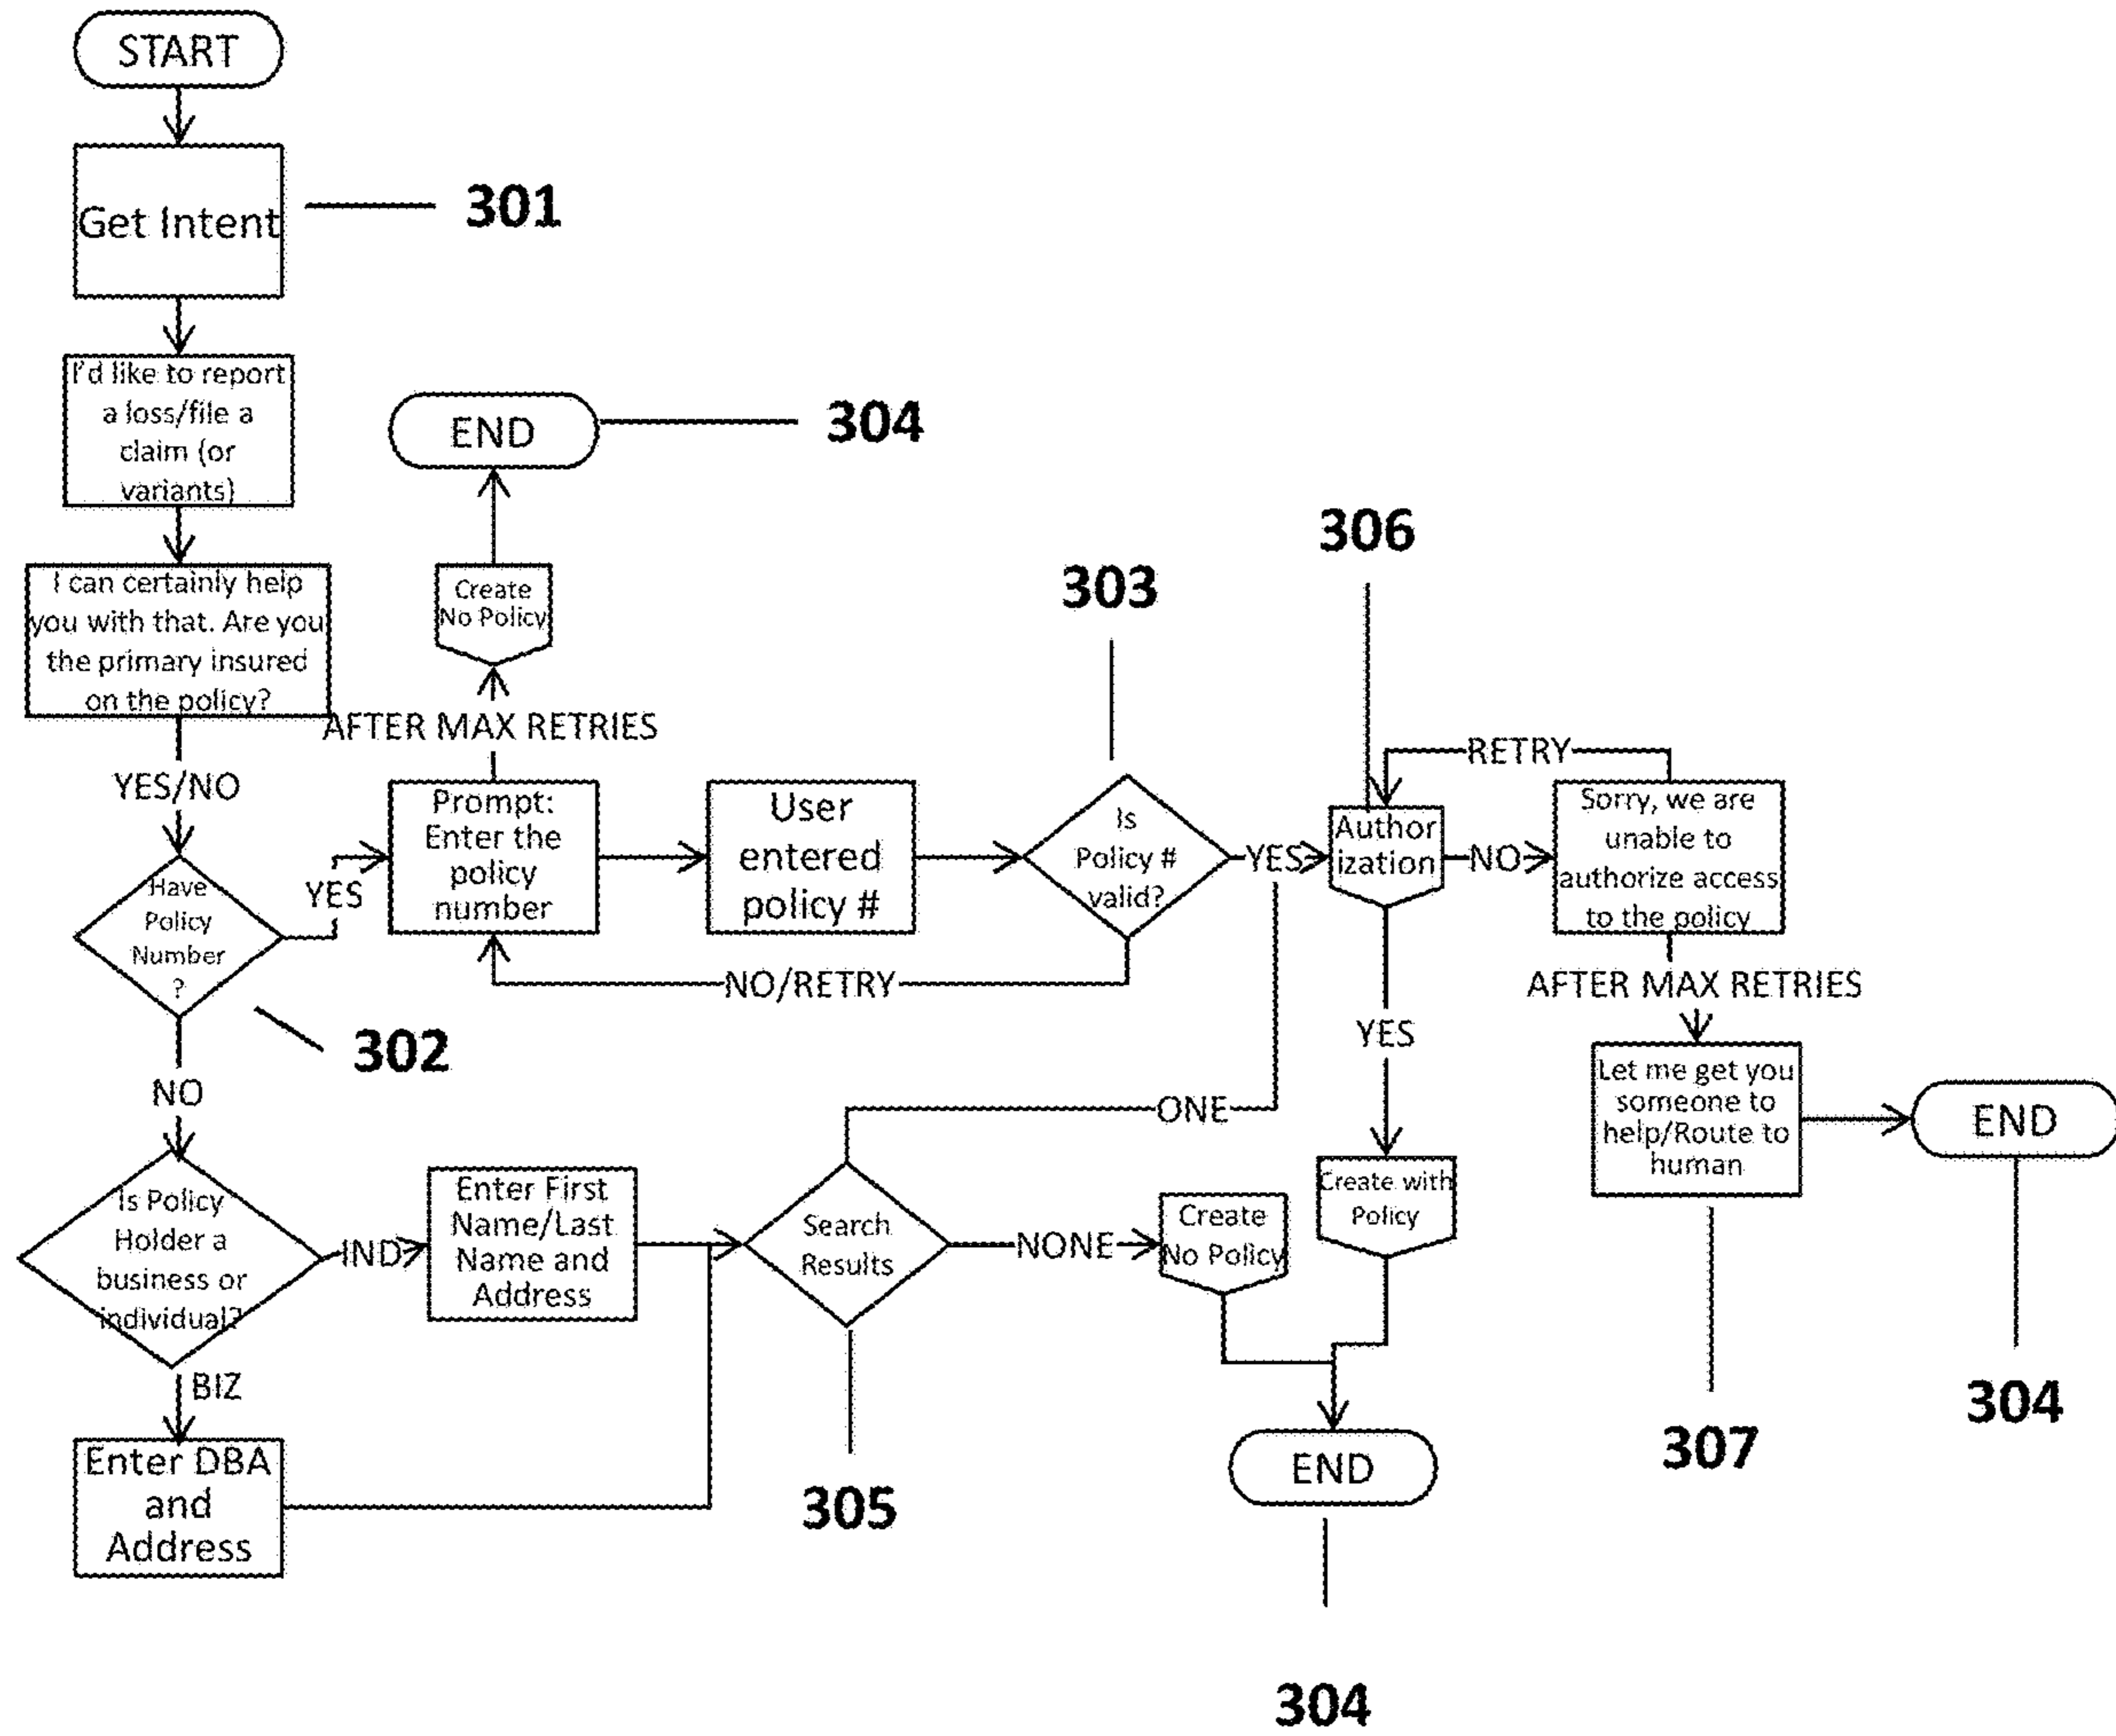 START
Get Intent
301
I'd like to report
a loss/file a
claim (or
variants)
END
304
I can certainly help
you with that. Are you
the primary insured
on the policy?
Create
No Policy
AFTER MAX RETRIES
YES/NO
Have
Policy
Number
?
302
YES
Prompt:
Enter the
policy
number
User
entered
policy #
303
Is
Policy #
valid?
NO/RETRY
YES
306
Author
ization
RETRY
NO
Sorry, we are
unable to
authorize access
to the policy
AFTER MAX RETRIES
Let me get you
someone to
help/Route to
human
307
END
304
YES
Create with
Policy
NO
Is Policy
Holder a
business or
individual?
IND
Enter First
Name/Last
Name and
Address
BIZ
Enter DBA
and
Address
Search
Results
305
ONE
NONE
Create
No Policy
END
304